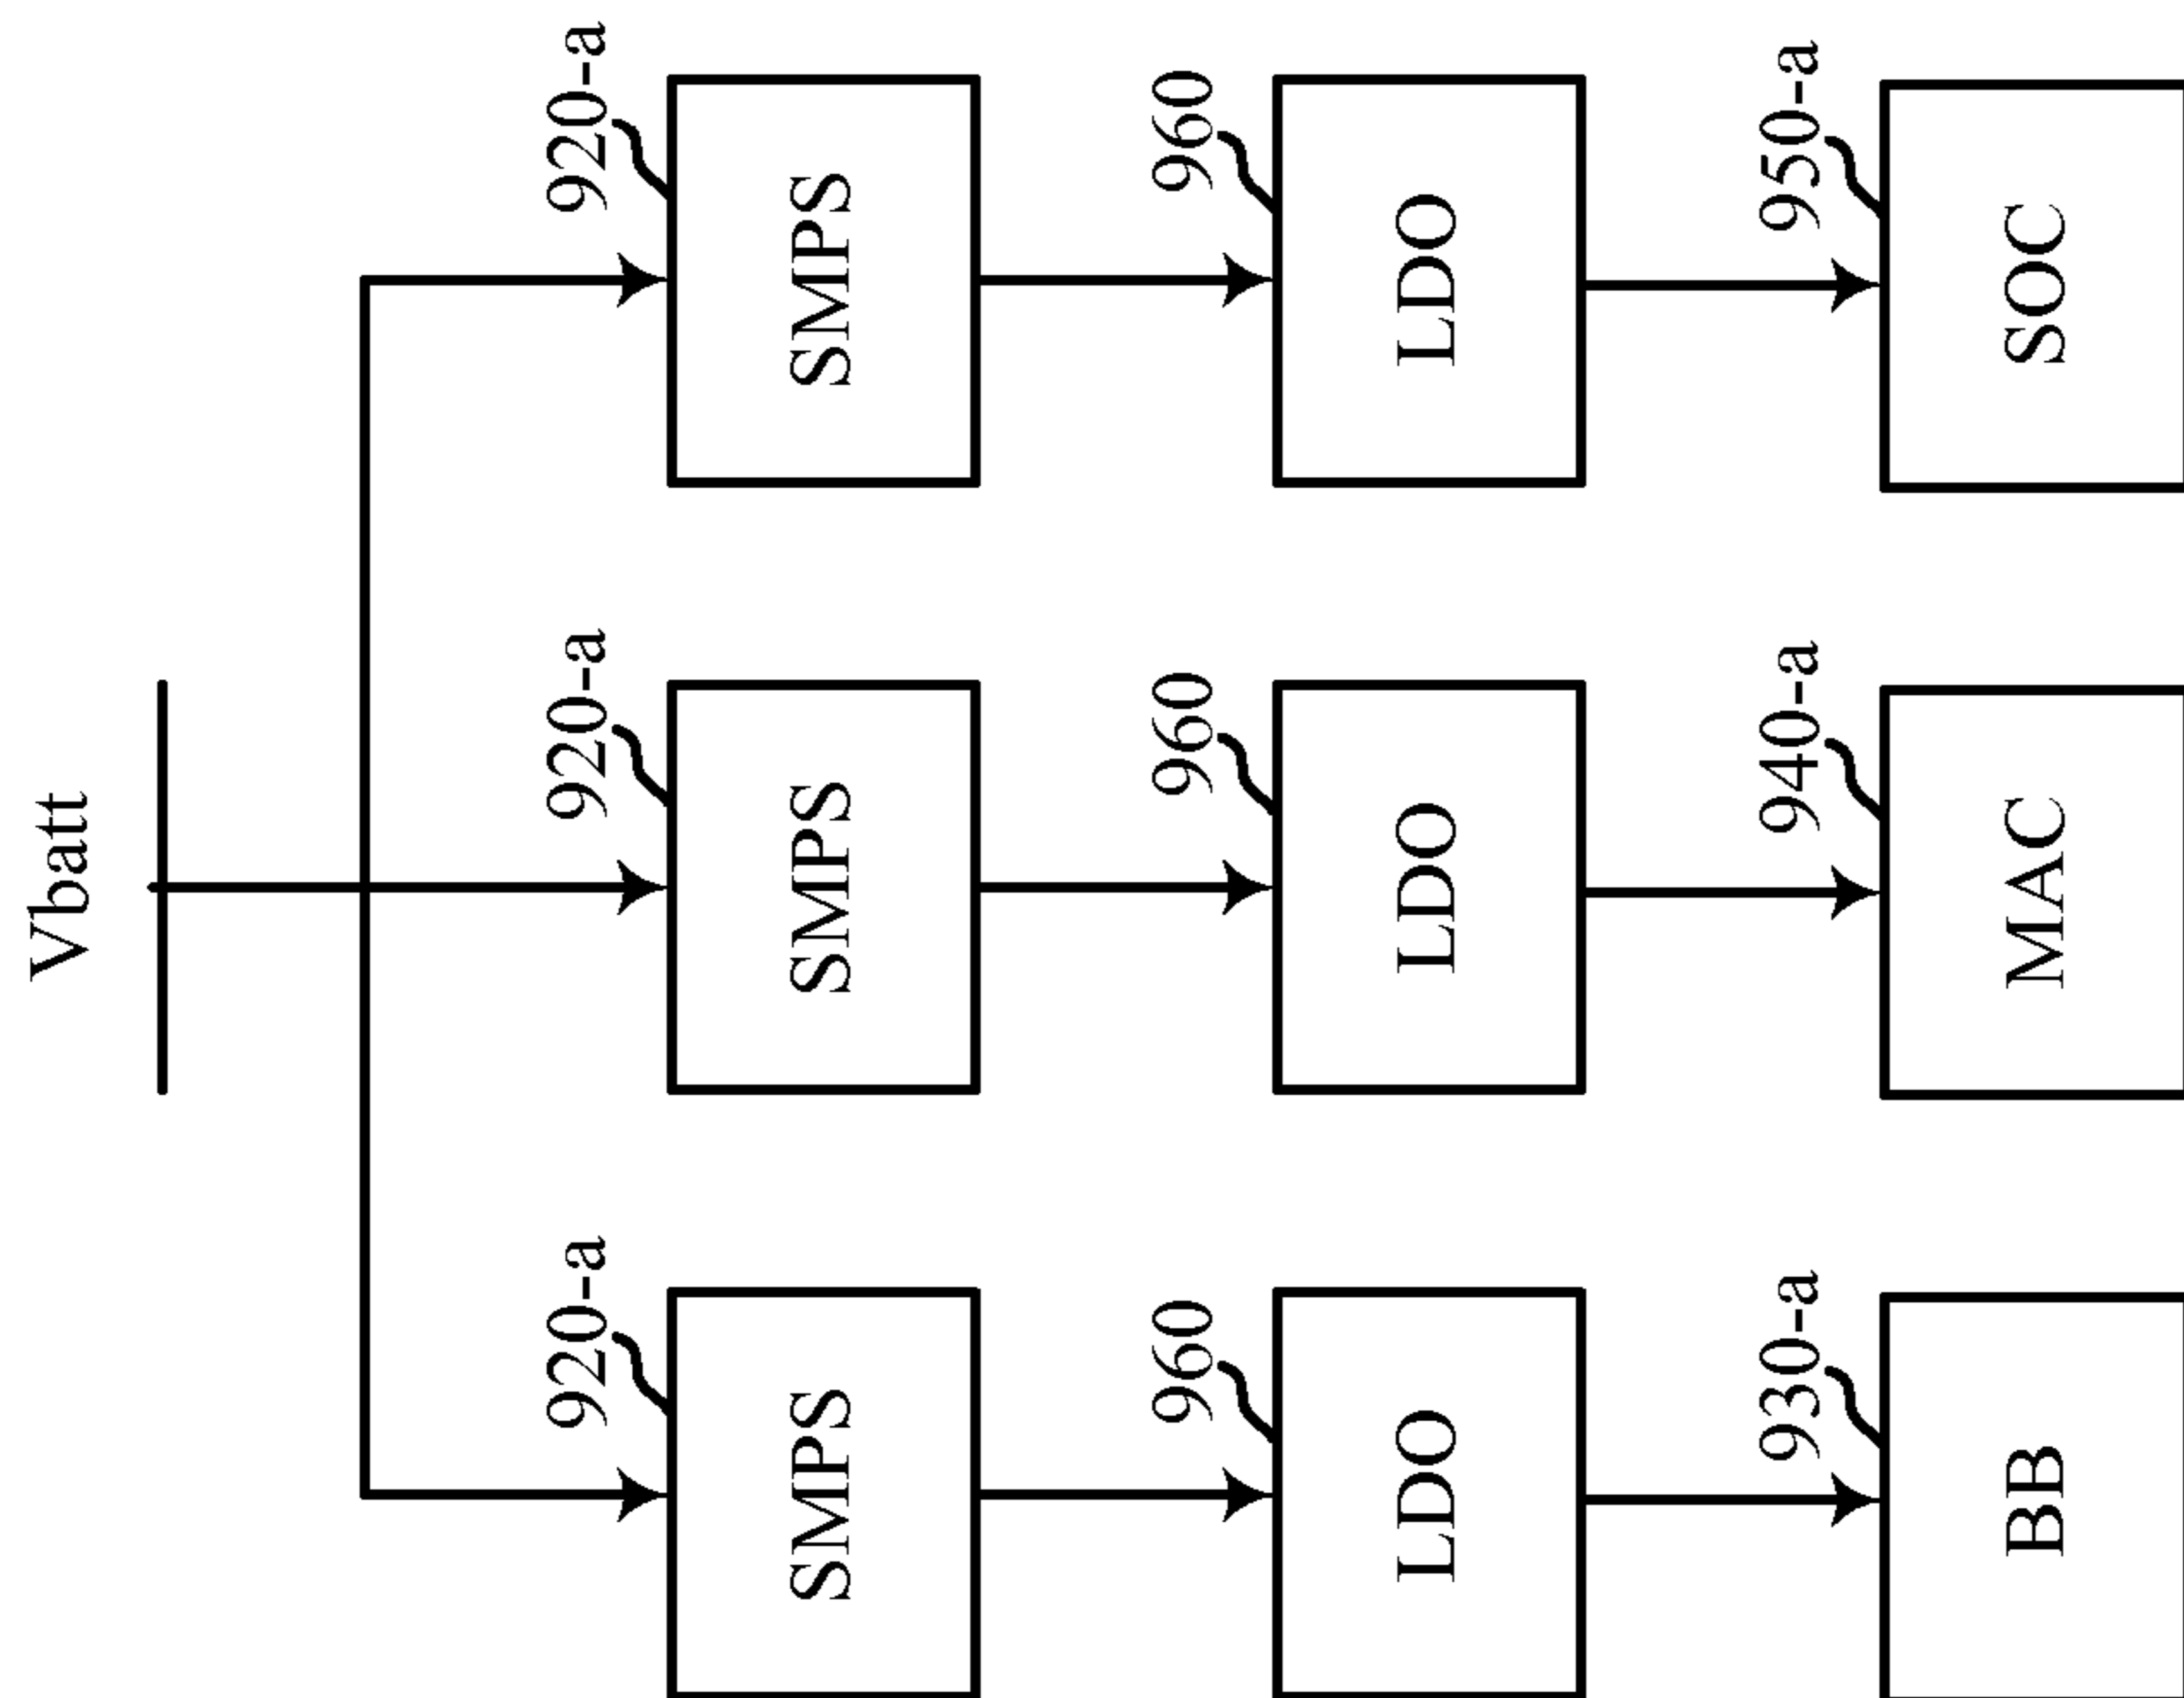 Vbatt
920-a
920-a
920-a
SMPS
SMPS
SMPS
960
960
960
LDO
LDO
LDO
930-a
940-a
950-a
BB
MAC
SOC